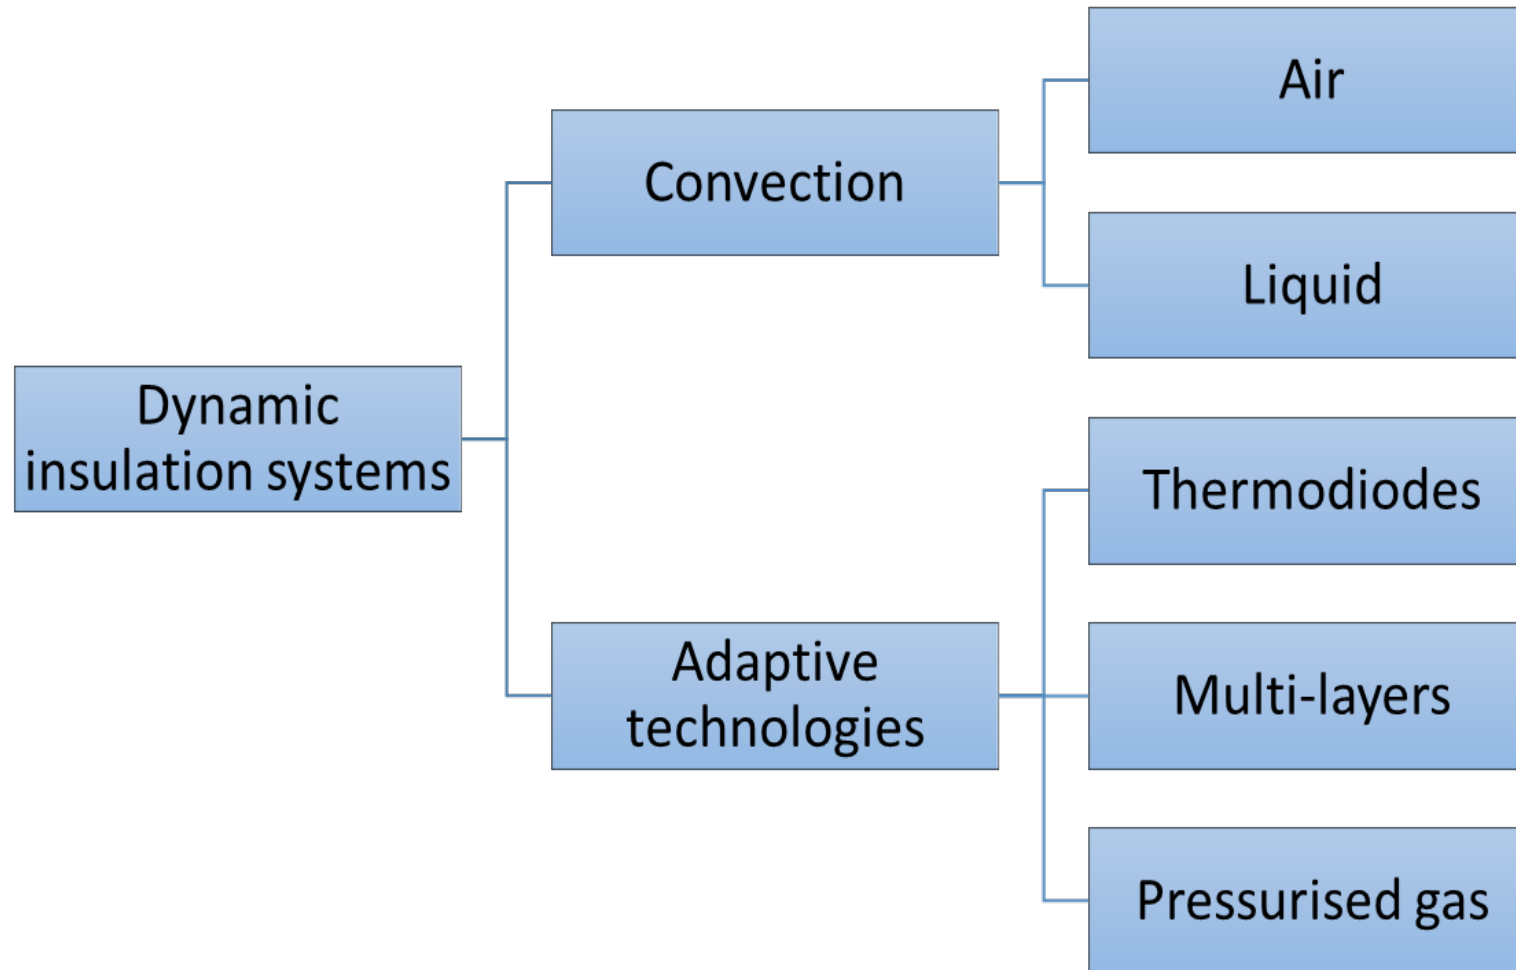 Air
Convection
Liquid
Dynamic
insulation systems
Thermodiodes
Adaptive
technologies
Multi-layers
Pressurised gas